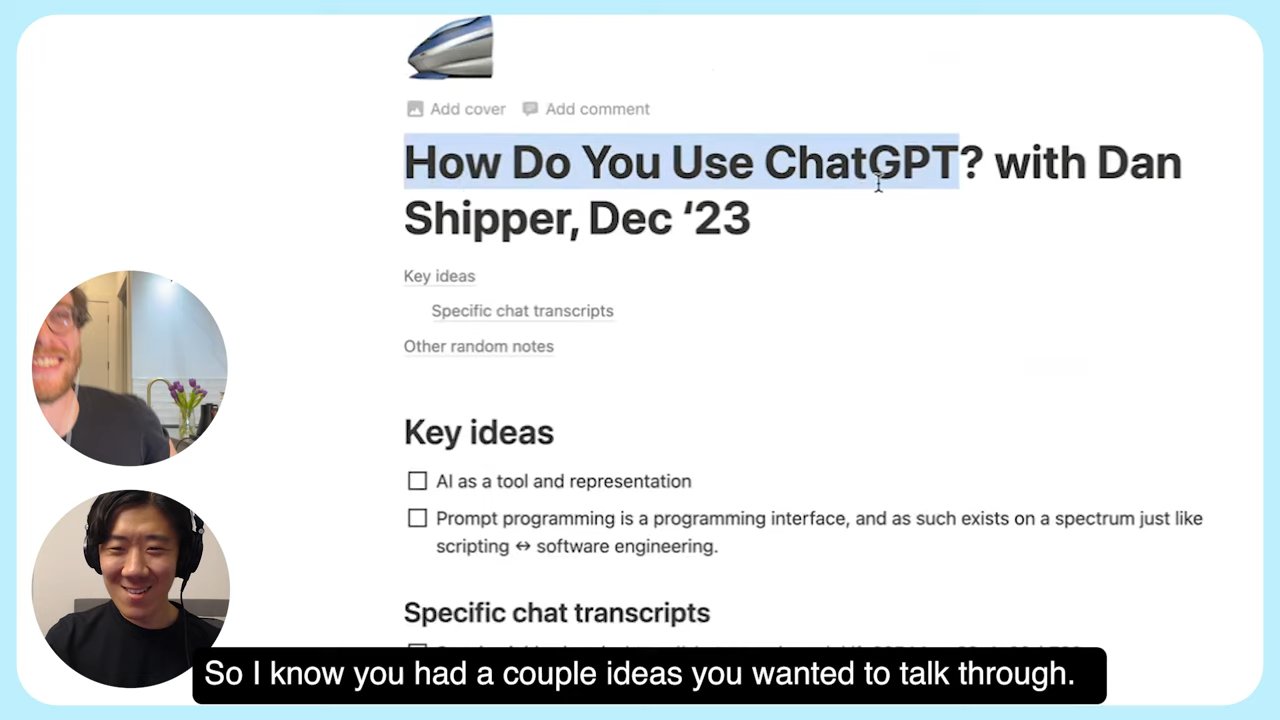 Add cover Add comment
How Do You Use ChatGPT? with Dan
Shipper, Dec ‘23
Key ideas
Specific chat transcripts
Other random notes
Key ideas
AI as a tool and representation
Prompt programming is a programming interface, and as such exists on a spectrum just like
scripting ↔ software engineering.
Specific chat transcripts
So I know you had a couple ideas you wanted to talk through.